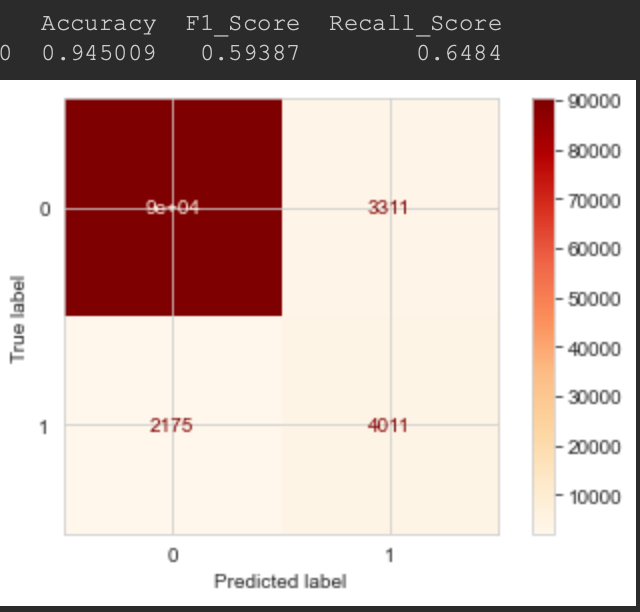 Accuracy F1_Score Recall_Score
0 0.945009 0.59387 0.6484
90000
80000
70000
60000
50000
40000
30000
20000
10000
True label
0
9e+04 3311
1
2175 4011
0 1
Predicted label